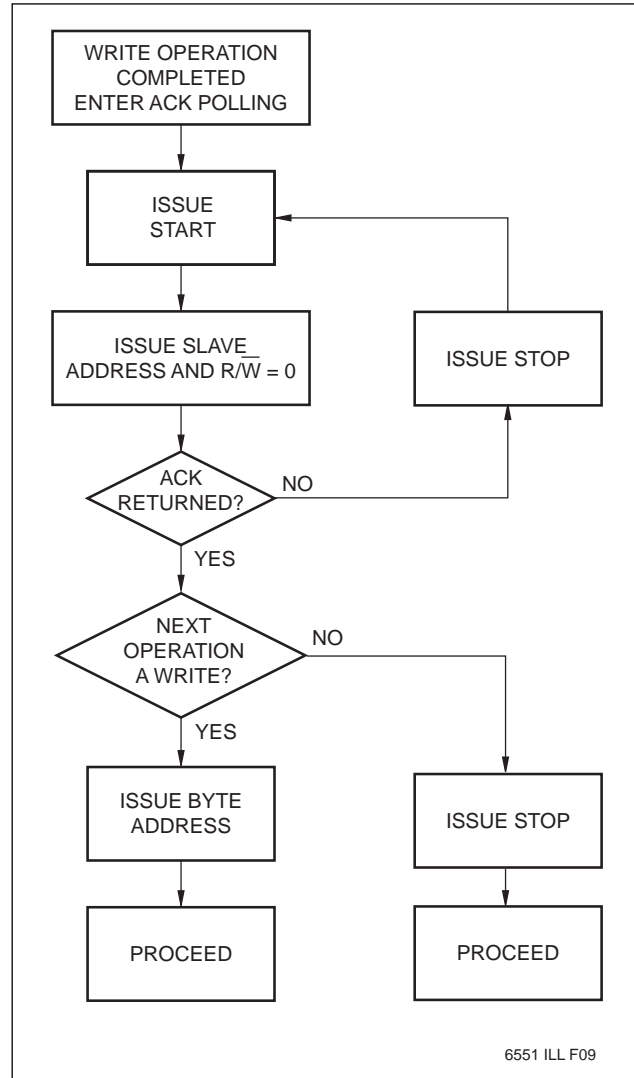 WRITE OPERATION
COMPLETED
ENTER ACK POLLING
ISSUE
START
ISSUE SLAVE
ADDRESS AND R/W̅ = 0
ISSUE STOP
ACK
RETURNED?
NO
YES
NEXT
OPERATION
A WRITE?
NO
YES
ISSUE BYTE
ADDRESS
ISSUE STOP
PROCEED
PROCEED
6551 ILL F09